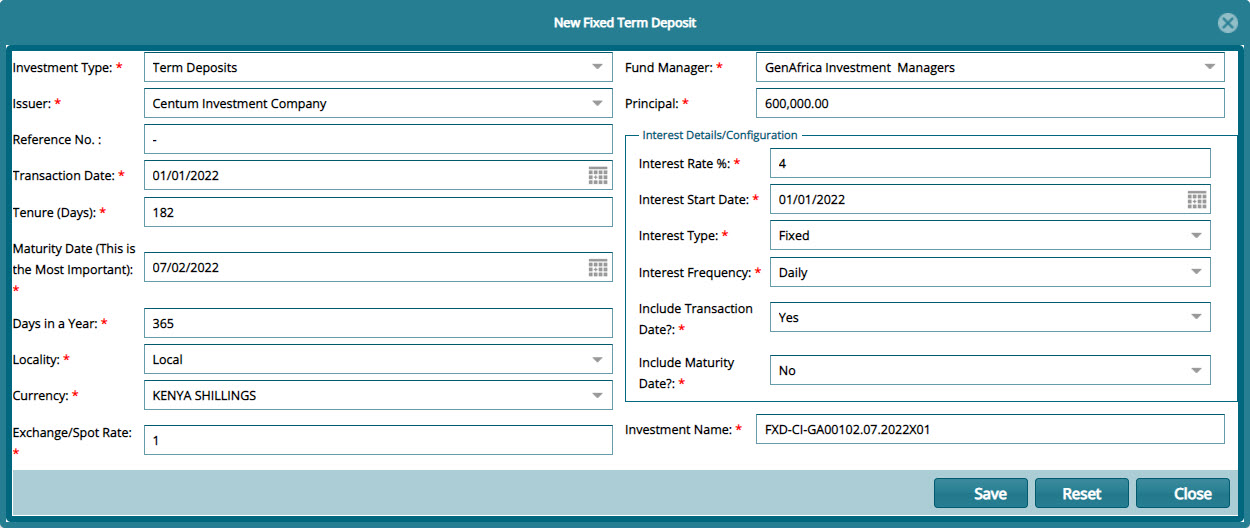 New Fixed Term Deposit
Investment Type: * Term Deposits
Issuer: * Centum Investment Company
Reference No. : -
Transaction Date: * 01/01/2022
Tenure (Days): * 182
Maturity Date (This is
the Most Important):
* 07/02/2022
Days in a Year: * 365
Locality: * Local
Currency: * KENYA SHILLINGS
Exchange/Spot Rate:
* 1
Fund Manager: * GenAfrica Investment  Managers
Principal: * 600,000.00
Interest Details/Configuration
Interest Rate %: * 4
Interest Start Date: * 01/01/2022
Interest Type: * Fixed
Interest Frequency: * Daily
Include Transaction
Date?: * Yes
Include Maturity
Date?: * No
Investment Name: * FXD-CI-GA00102.07.2022X01
Save Reset Close